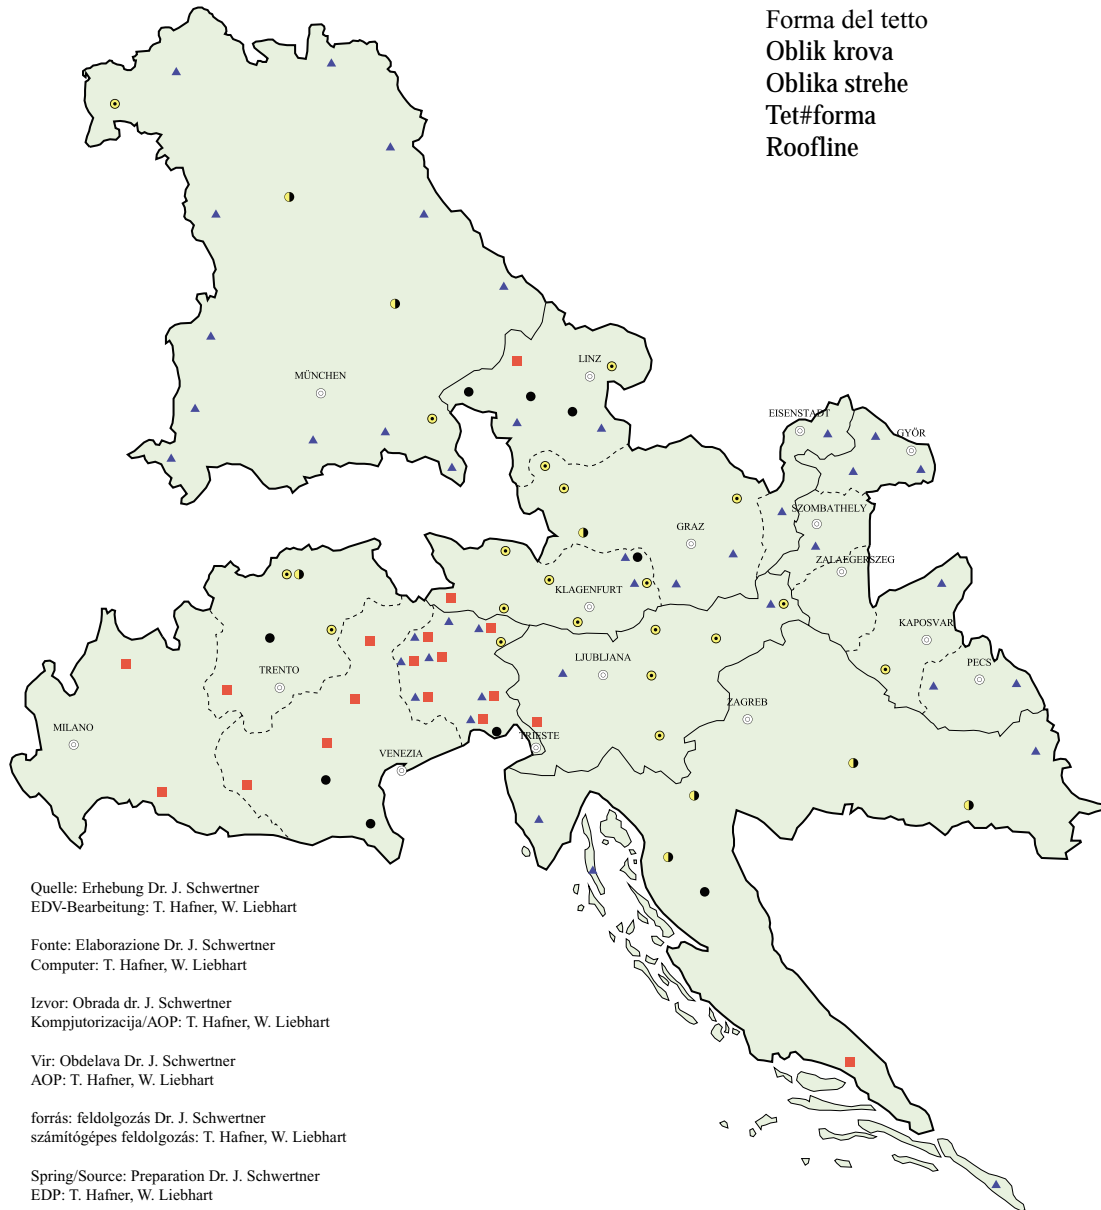 Forma del tetto
Oblik krova
Oblika strehe
Tet#forma
Roofline
LINZ
MÜNCHEN
EISENSTADT
GYÖR
SZOMBATHELY
GRAZ
ZALAEGERSZEG
KLAGENFURT
KAPOSVAR
LJUBLJANA
PECS
TRENTO
ZAGREB
MILANO
TRIESTE
VENEZIA
Quelle: Erhebung Dr. J. Schwertner
EDV-Bearbeitung: T. Hafner, W. Liebhart
Fonte: Elaborazione Dr. J. Schwertner
Computer: T. Hafner, W. Liebhart
Izvor: Obrada dr. J. Schwertner
Kompjutorizacija/AOP: T. Hafner, W. Liebhart
Vir: Obdelava Dr. J. Schwertner
AOP: T. Hafner, W. Liebhart
forrás: feldolgozás Dr. J. Schwertner
számítógépes feldolgozás: T. Hafner, W. Liebhart
Spring/Source: Preparation Dr. J. Schwertner
EDP: T. Hafner, W. Liebhart